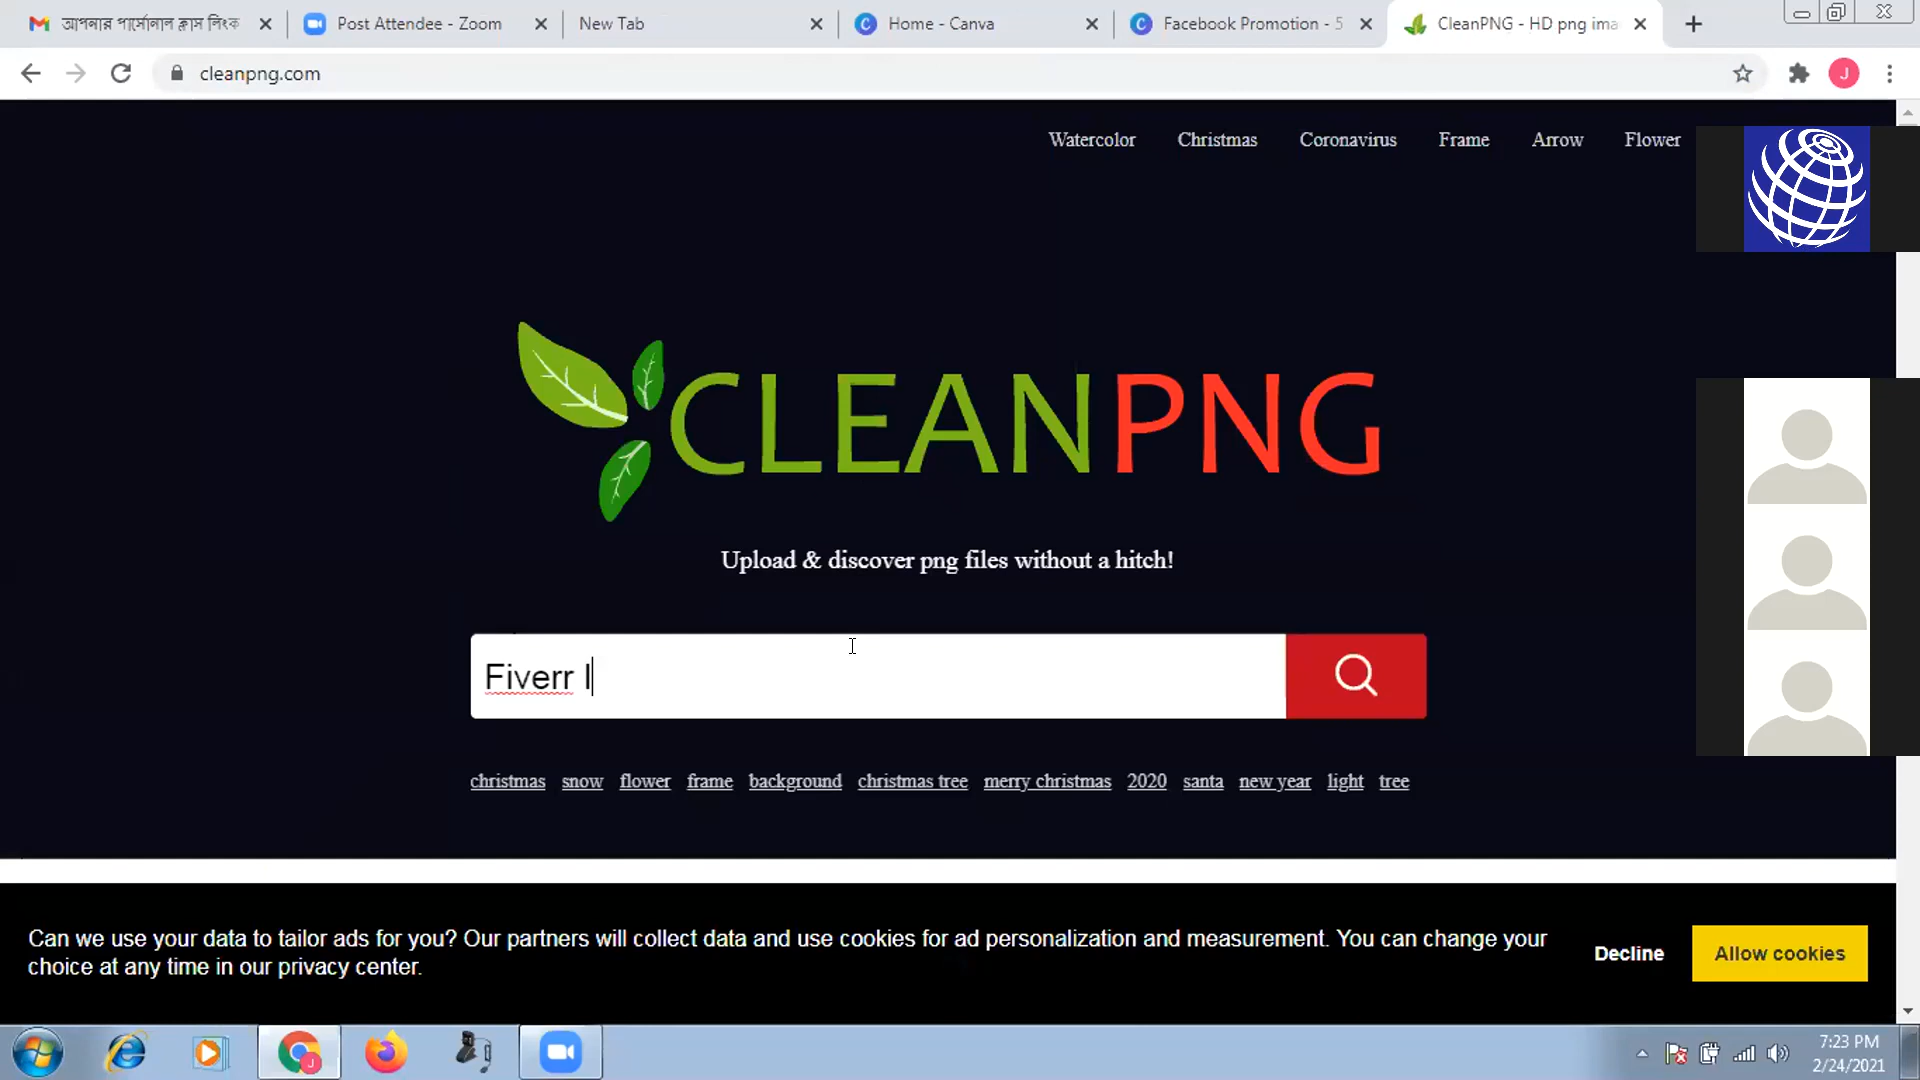 আপনার পার্সোনাল ক্লাস লিংক
Post Attendee - Zoom
New Tab
Home - Canva
Facebook Promotion - 5
CleanPNG - HD png ima
cleanpng.com
J
Watercolor Christmas Coronavirus Frame Arrow Flower
CLEANPNG
Upload & discover png files without a hitch!
Fiverr l
christmas snow flower frame background christmas tree merry christmas 2020 santa new year light tree
Can we use your data to tailor ads for you? Our partners will collect data and use cookies for ad personalization and measurement. You can change your
choice at any time in our privacy center.
Decline
Allow cookies
7:23 PM
2/24/2021